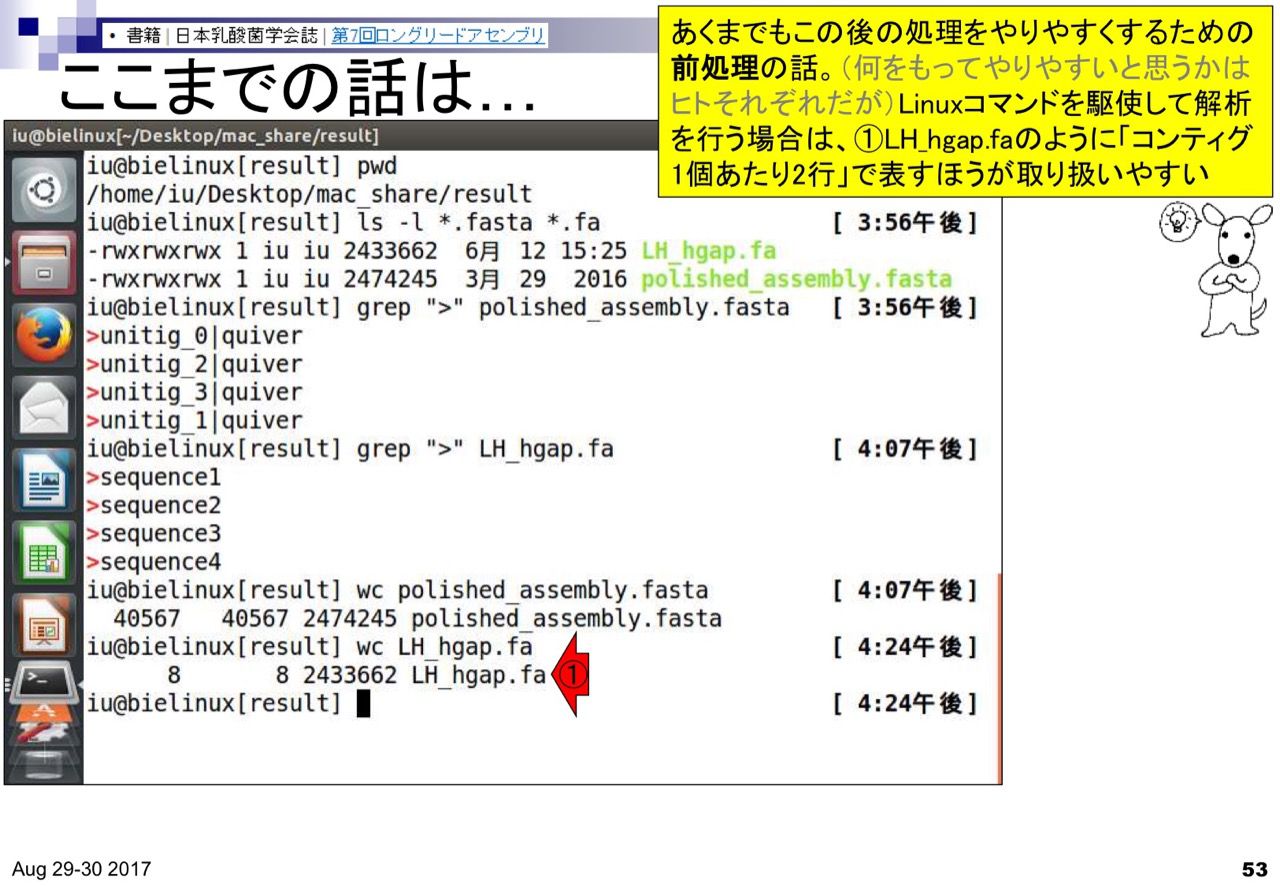 • 書籍 | 日本乳酸菌学会誌 | 第7回ロングリードアセンブリ
ここまでの話は…
あくまでもこの後の処理をやりやすくするための
前処理の話。（何をもってやりやすいと思うかは
ヒトそれぞれだが）Linuxコマンドを駆使して解析
を行う場合は、①LH_hgap.faのように「コンティグ
1個あたり2行」で表すほうが取り扱いやすい
iu@bielinux[~/Desktop/mac_share/result]
iu@bielinux[result] pwd
/home/iu/Desktop/mac_share/result
iu@bielinux[result] ls -l *.fasta *.fa [ 3:56午後]
-rwxrwxrwx 1 iu iu 2433662 6月 12 15:25 LH_hgap.fa
-rwxrwxrwx 1 iu iu 2474245 3月 29 2016 polished_assembly.fasta
iu@bielinux[result] grep ">" polished_assembly.fasta [ 3:56午後]
>unitig_0|quiver
>unitig_2|quiver
>unitig_3|quiver
>unitig_1|quiver
iu@bielinux[result] grep ">" LH_hgap.fa [ 4:07午後]
>sequence1
>sequence2
>sequence3
>sequence4
iu@bielinux[result] wc polished_assembly.fasta [ 4:07午後]
40567 40567 2474245 polished_assembly.fasta
iu@bielinux[result] wc LH_hgap.fa [ 4:24午後]
8 8 2433662 LH_hgap.fa ①
iu@bielinux[result] [ 4:24午後]
Aug 29-30 2017
53